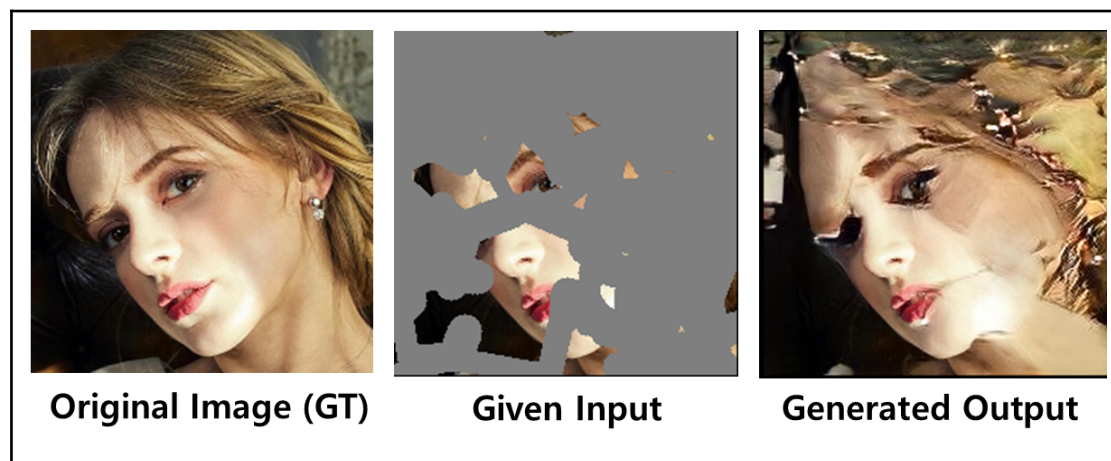 Original Image (GT)
Given Input
Generated Output